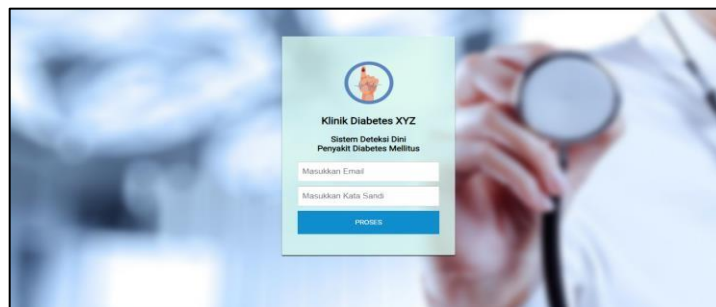 Klinik Diabetes XYZ
Sistem Deteksi Dini
Penyakit Diabetes Mellitus
Masukkan Email
Masukkan Kata Sandi
PROSES